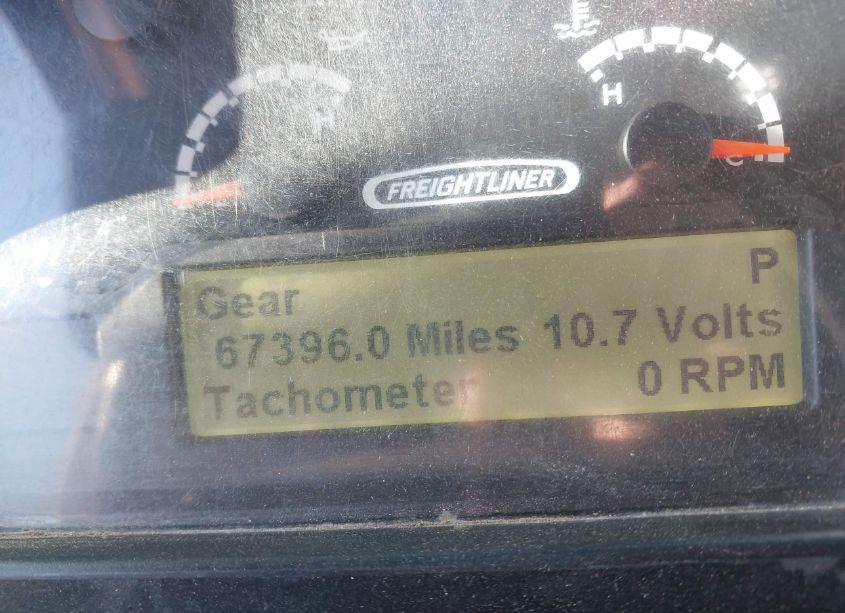 H
C
FREIGHTLINER
Gear P
67396.0 Miles 10.7 Volts
Tachometer 0 RPM